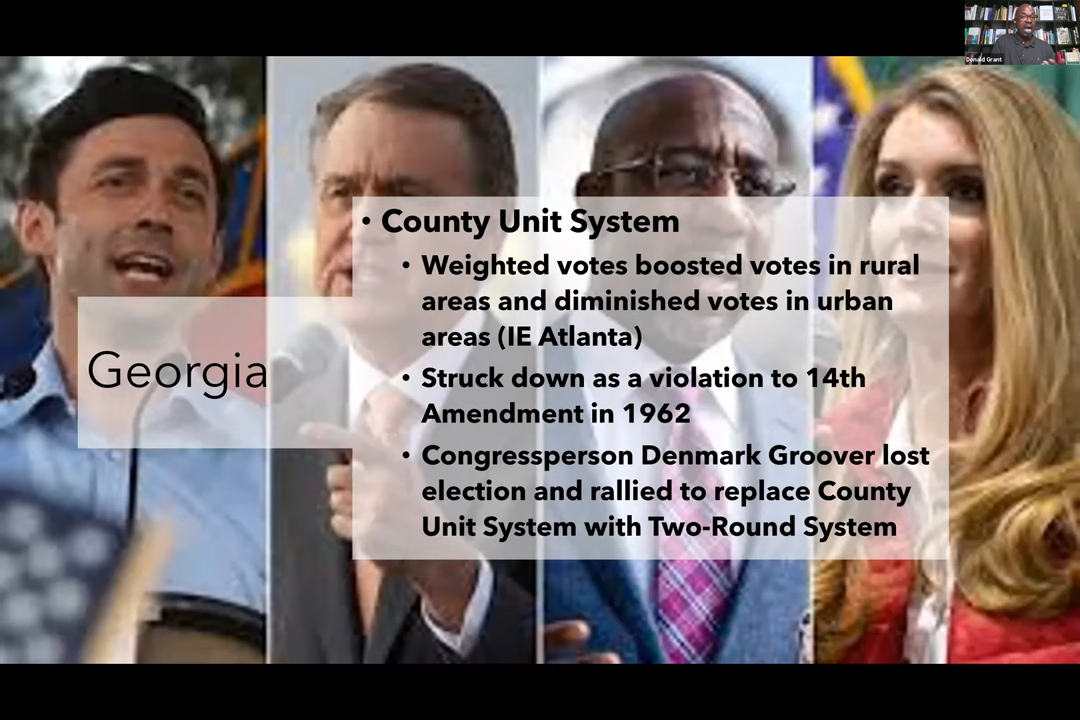 Donald Grant
Georgia
• County Unit System
• Weighted votes boosted votes in rural
areas and diminished votes in urban
areas (IE Atlanta)
• Struck down as a violation to 14th
Amendment in 1962
• Congressperson Denmark Groover lost
election and rallied to replace County
Unit System with Two-Round System